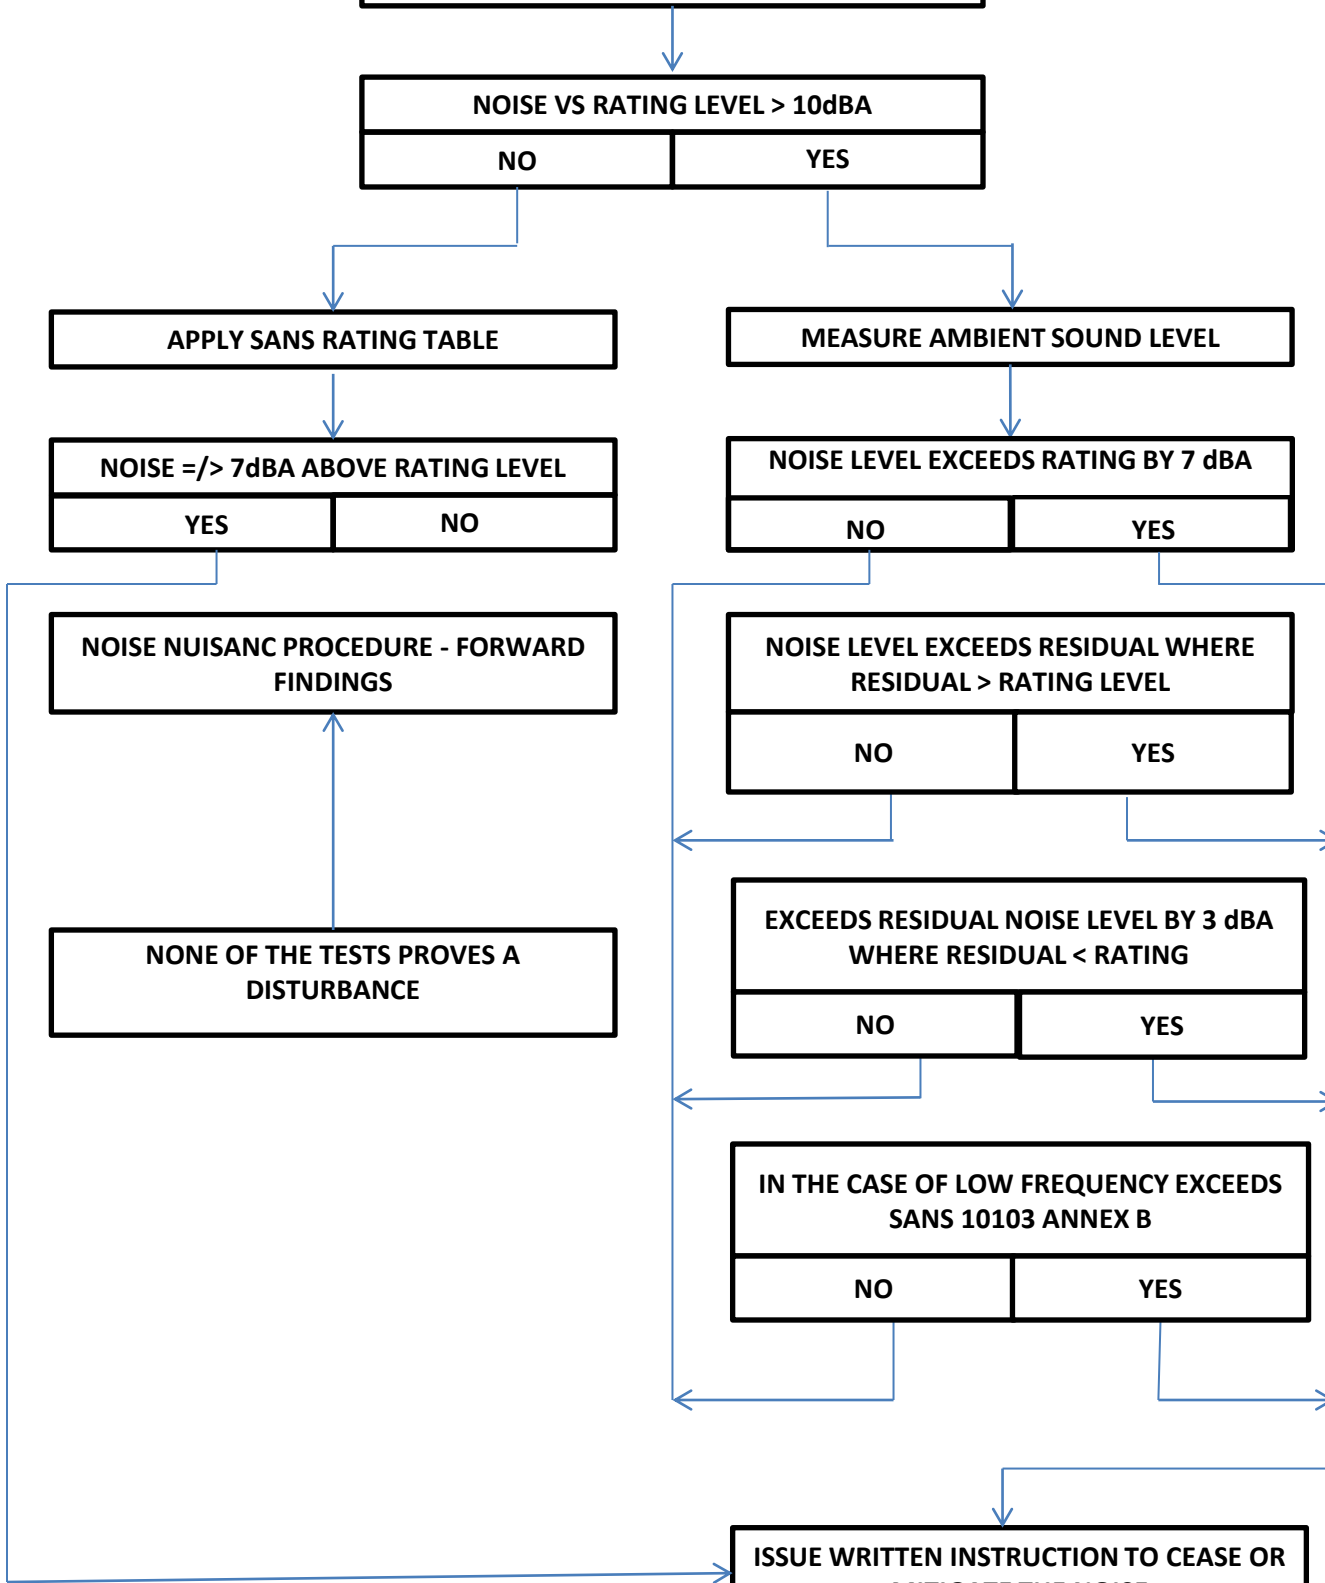 NOISE VS RATING LEVEL > 10dBA
NO
YES
APPLY SANS RATING TABLE
MEASURE AMBIENT SOUND LEVEL
NOISE =/> 7dBA ABOVE RATING LEVEL
YES
NO
NOISE LEVEL EXCEEDS RATING BY 7 dBA
NO
YES
NOISE NUISANC PROCEDURE - FORWARD
FINDINGS
NOISE LEVEL EXCEEDS RESIDUAL WHERE
RESIDUAL > RATING LEVEL
NO
YES
NONE OF THE TESTS PROVES A
DISTURBANCE
EXCEEDS RESIDUAL NOISE LEVEL BY 3 dBA
WHERE RESIDUAL < RATING
NO
YES
IN THE CASE OF LOW FREQUENCY EXCEEDS
SANS 10103 ANNEX B
NO
YES
ISSUE WRITTEN INSTRUCTION TO CEASE OR
MITIGATE THE NOISE